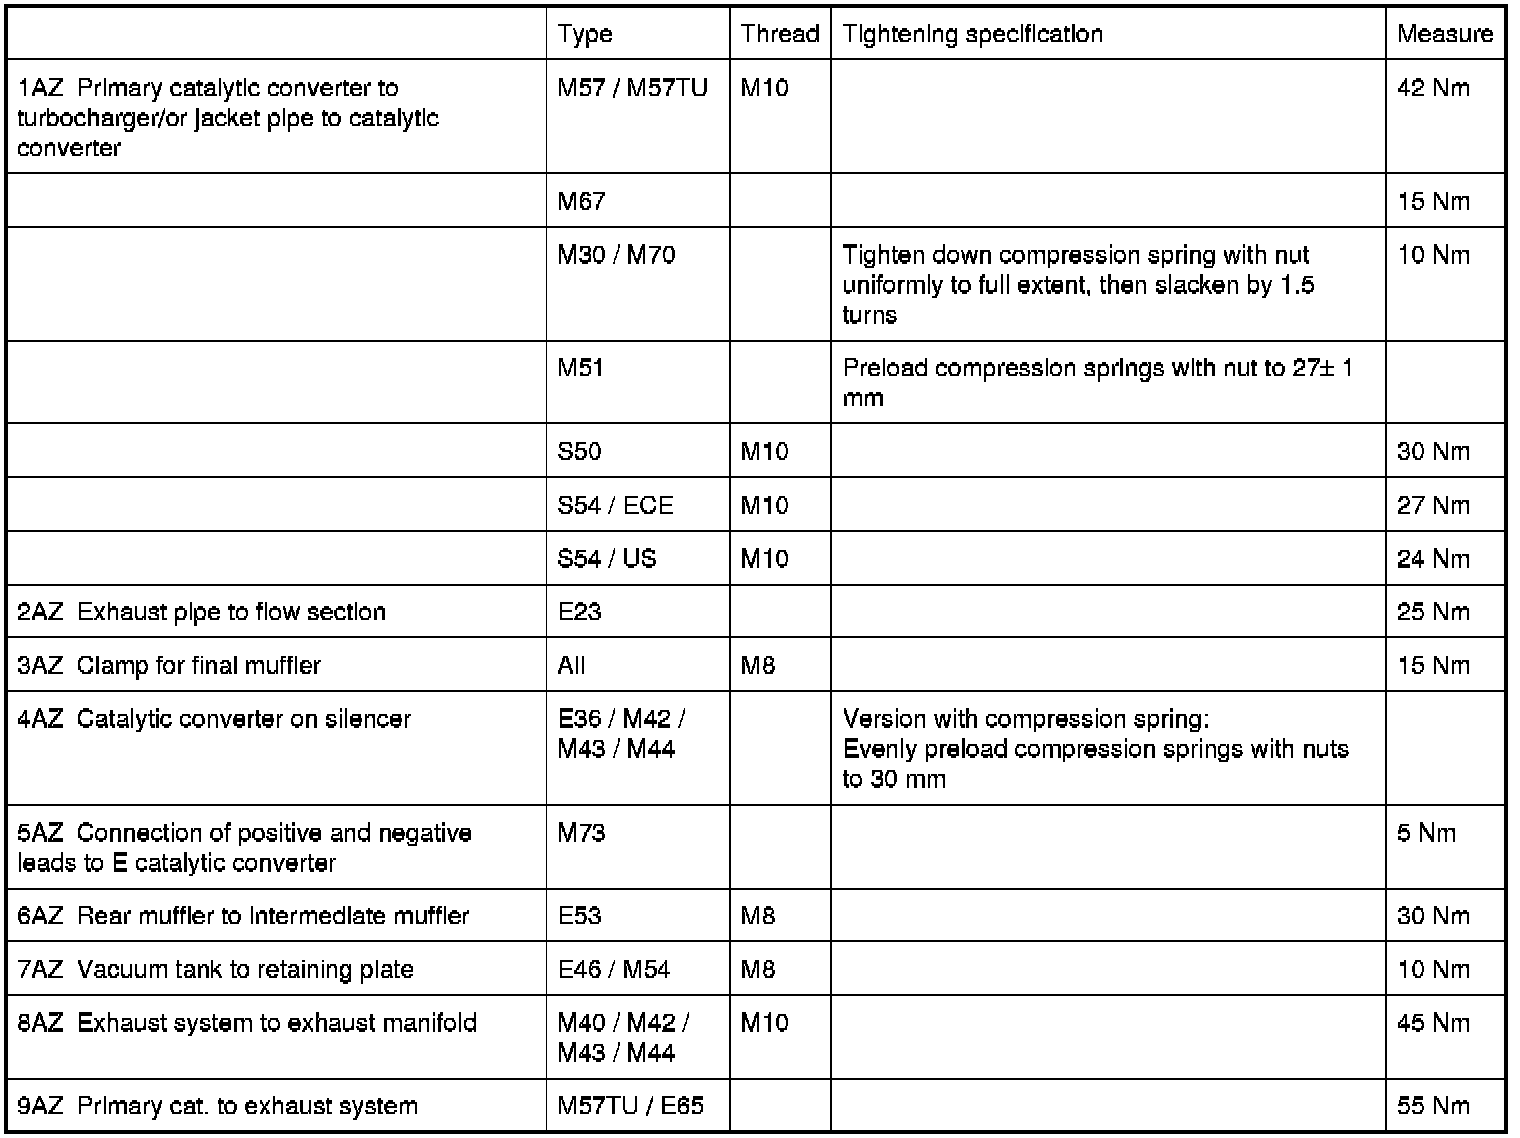 Type Thread Tightening specification Measure
1AZ Primary catalytic converter to M57 / M57TU M10 42 Nm
turbocharger/or jacket pipe to catalytic
converter
M67 15 Nm
M30 / M70 Tighten down compression spring with nut 10 Nm
uniformly to full extent, then slacken by 1.5
turns
M51 Preload compression springs with nut to 27± 1
mm
S50 M10 30 Nm
S54 / ECE M10 27 Nm
S54 / US M10 24 Nm
2AZ Exhaust pipe to flow section E23 25 Nm
3AZ Clamp for final muffler All M8 15 Nm
4AZ Catalytic converter on silencer E36 / M42 / Version with compression spring:
M43 / M44 Evenly preload compression springs with nuts
to 30 mm
5AZ Connection of positive and negative M73 5 Nm
leads to E catalytic converter
6AZ Rear muffler to intermediate muffler E53 M8 30 Nm
7AZ Vacuum tank to retaining plate E46 / M54 M8 10 Nm
8AZ Exhaust system to exhaust manifold M40 / M42 / M10 45 Nm
M43 / M44
9AZ Primary cat. to exhaust system M57TU / E65 55 Nm